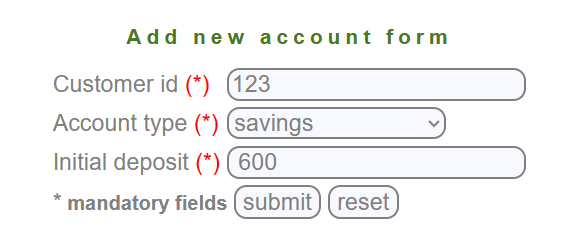 Add new account form
Customer id (*) 123
Account type (*) savings
Initial deposit (*) 600
* mandatory fields submit reset